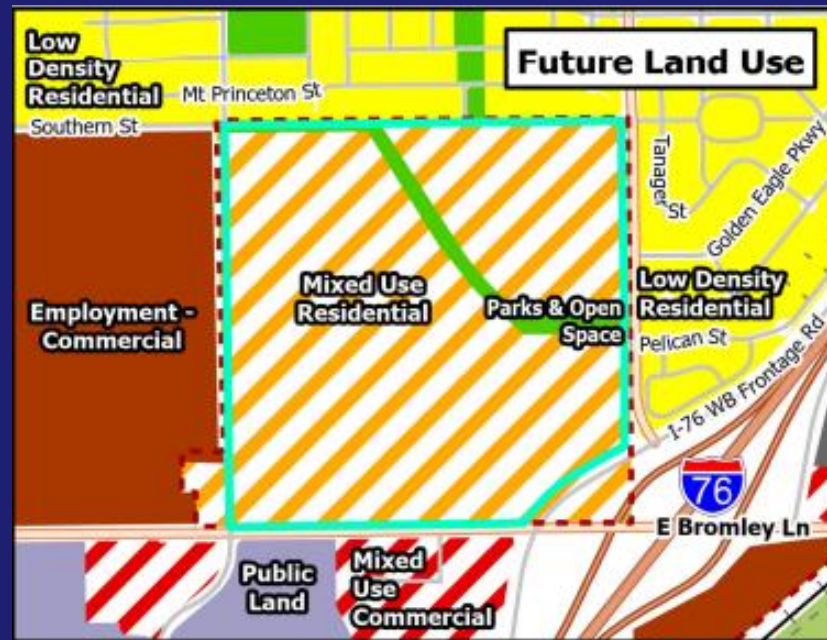 Low
Density
Residential
Future Land Use
Mt Princeton St
Southern St
Tanager St
Golden Eagle Pkwy
Mixed Use
Residential
Parks & Open
Space
Low Density
Residential
Employment -
Commercial
Pelican St
I-76 WB Frontage Rd
76
E Bromley Ln
Public
Land
Mixed
Use
Commercial